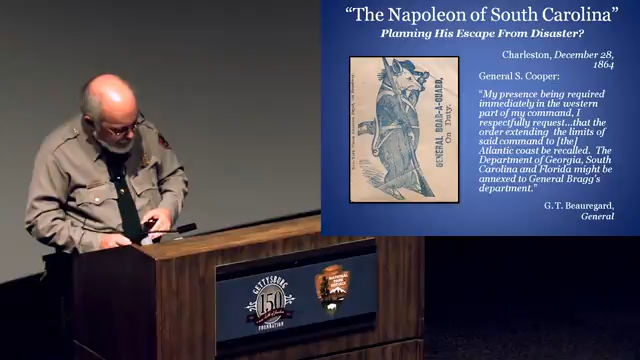 “The Napoleon of South Carolina”
Planning His Escape From Disaster?
Charleston, December 28,
1864
General S. Cooper:
“My presence being required
immediately in the western
part of my command, I
respectfully request…that the
order extending the limits of
said command to [the]
Atlantic coast be recalled. The
Department of Georgia, South
Carolina and Florida might be
annexed to General Bragg’s
department.”
G. T. Beauregard,
General
GENERAL BOAR-A-GUARD,
On Duty.
GETTYSBURG
150
FOUNDATION
NATIONAL
PARK
SERVICE